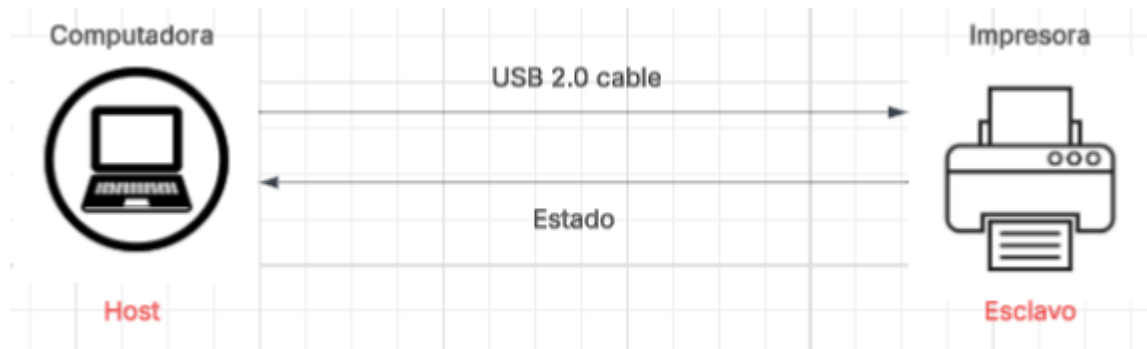 Computadora
Impresora
USB 2.0 cable
Estado
Host
Esclavo